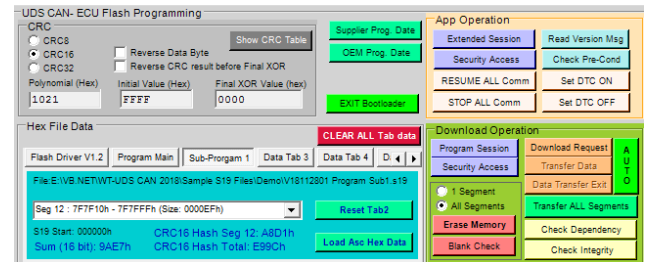 UDS CAN- ECU Flash Programming
CRC
CRC8
CRC16
CRC32
Reverse Data Byte
Reverse CRC result before Final XOR
Show CRC Table
Polynomial (Hex)
Initial Value (Hex)
Final XOR Value (hex)
1021
FFFF
0000
Supplier Prog. Date
OEM Prog. Date
EXIT Bootloader
App Operation
Extended Session
Read Version Msg
Security Access
Check Pre-Cond
RESUME ALL Comm
Set DTC ON
STOP ALL Comm
Set DTC OFF
Hex File Data
CLEAR ALL Tab data
Flash Driver V1.2
Program Main
Sub-Prorgam 1
Data Tab 3
Data Tab 4
File:E:\VB.NET\WT-UDS CAN 2018\Sample S19 Files\Demo\V18112801 Program Sub1.s19
Seg 12 : 7F7F10h - 7F7FFFh (Size: 0000EFh)
Reset Tab2
S19 Start: 000000h
CRC16 Hash Seg 12: A8D1h
Sum (16 bit): 9AE7h
CRC16 Hash Total: E99Ch
Load Asc Hex Data
Download Operation
Program Session
Download Request
Security Access
Transfer Data
Data Transfer Exit
AUTO
1 Segment
All Segments
Transfer ALL Segments
Erase Memory
Check Dependency
Blank Check
Check Integrity